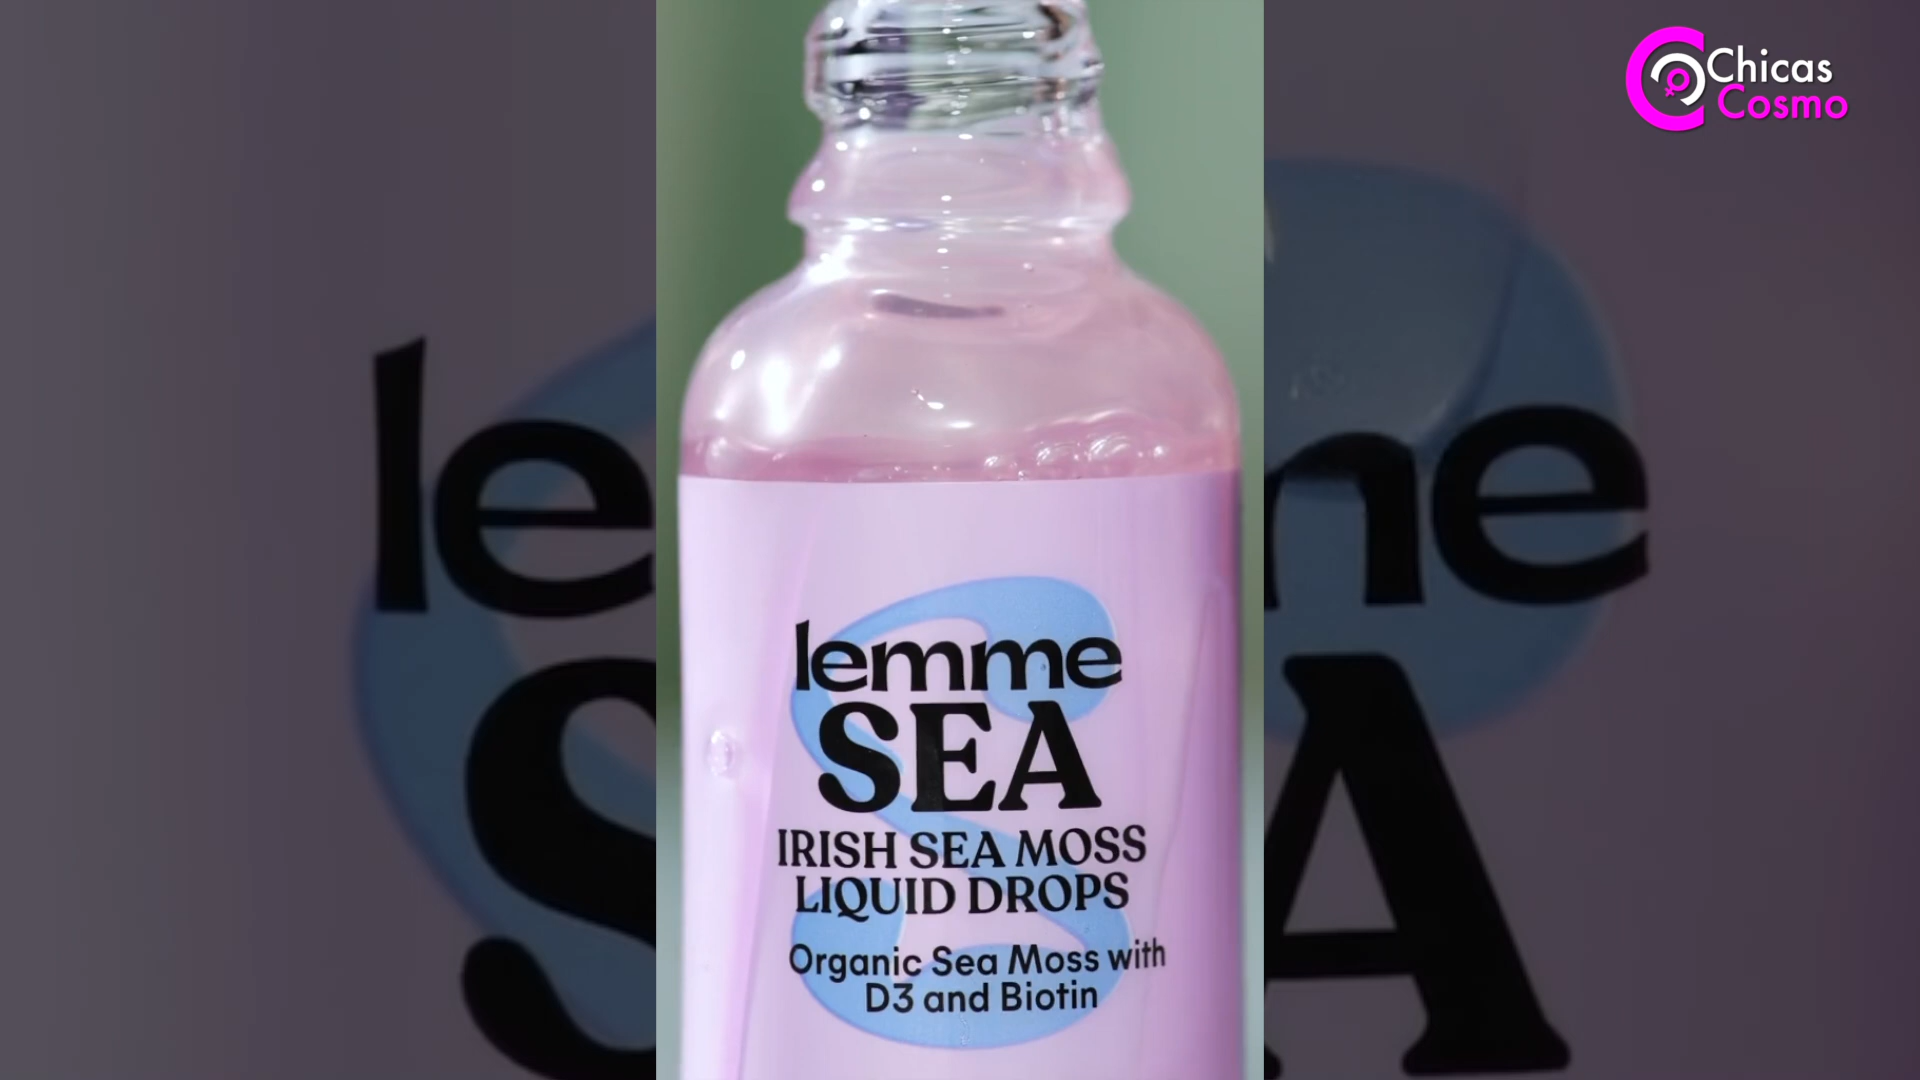 Chicas
Cosmo
lemme
SEA
IRISH SEA MOSS
LIQUID DROPS
Organic Sea Moss with
D3 and Biotin